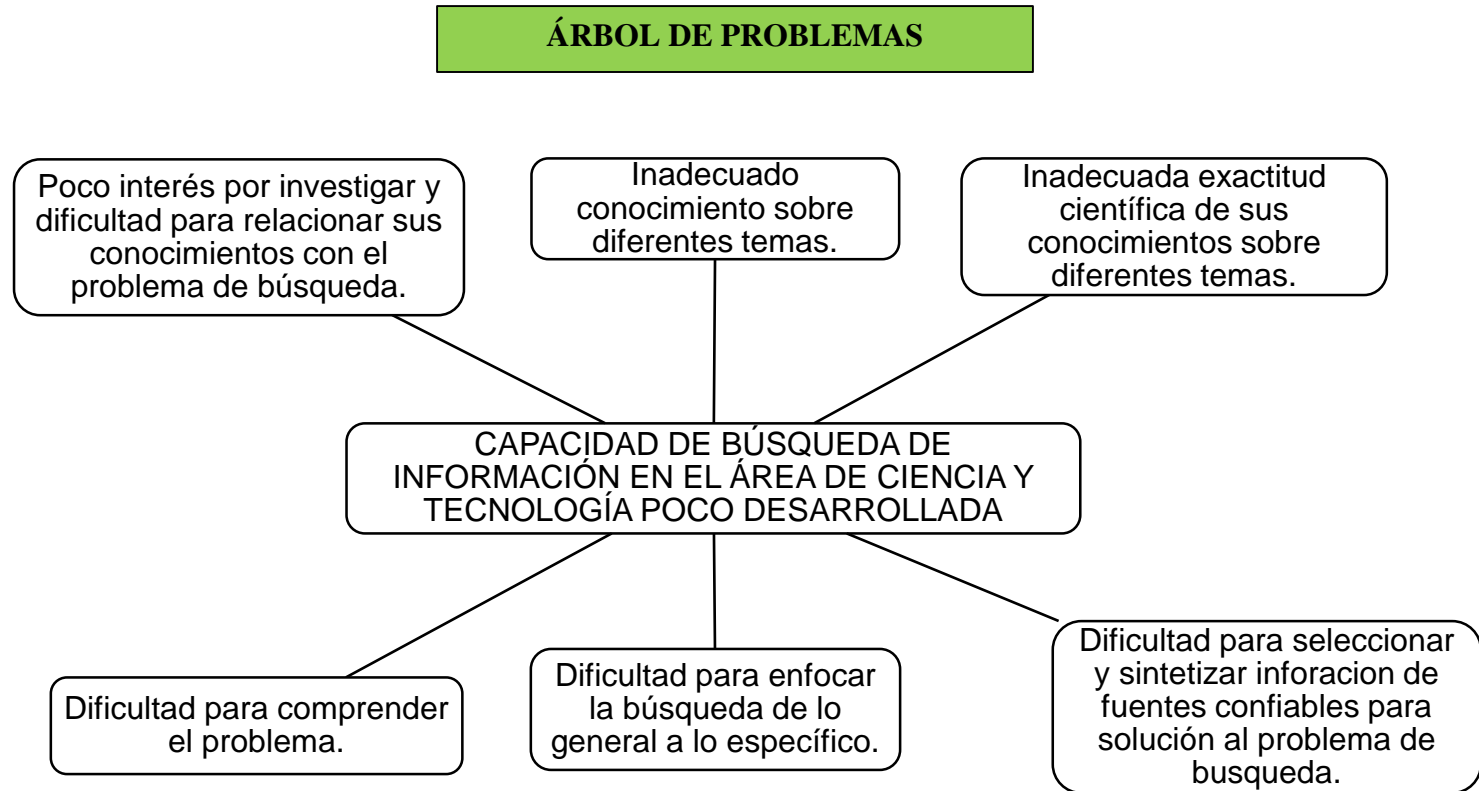 ÁRBOL DE PROBLEMAS
Poco interés por investigar y
dificultad para relacionar sus
conocimientos con el
problema de búsqueda.
Inadecuado
conocimiento sobre
diferentes temas.
Inadecuada exactitud
científica de sus
conocimientos sobre
diferentes temas.
CAPACIDAD DE BÚSQUEDA DE
INFORMACIÓN EN EL ÁREA DE CIENCIA Y
TECNOLOGÍA POCO DESARROLLADA
Dificultad para comprender
el problema.
Dificultad para enfocar
la búsqueda de lo
general a lo específico.
Dificultad para seleccionar
y sintetizar inforacion de
fuentes confiables para
solución al problema de
busqueda.